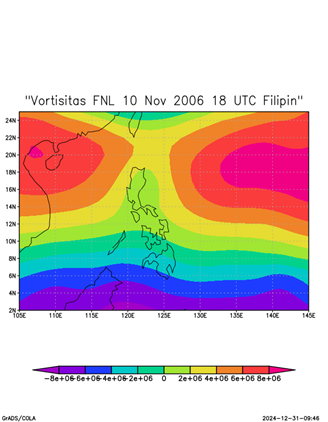 "Vortisitas FNL 10 Nov 2006 18 UTC Filipin"
24N
22N
20N
18N
16N
14N
12N
10N
8N
6N
4N
2N
105E 110E 115E 120E 125E 130E 135E 140E 145E
-8e+06 -6e+06 -4e+06 -2e+06 0 2e+06 4e+06 6e+06 8e+06
GrADS/COLA 2024-12-31-09:46